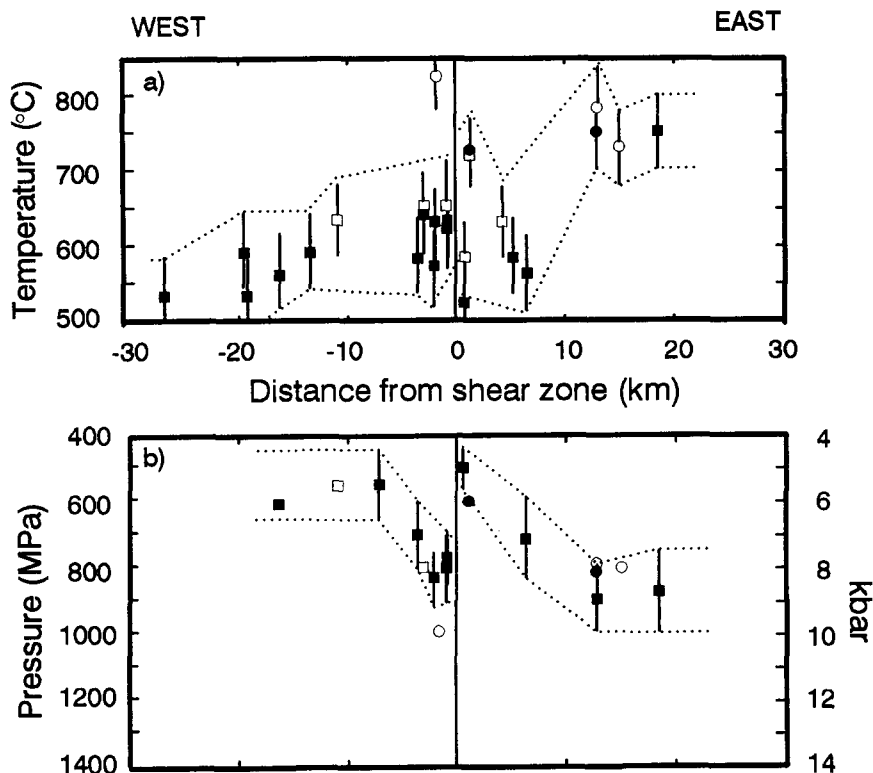 WEST
EAST
a)
Temperature (°C)
800
700
600
500
-30
-20
-10
0
10
20
30
Distance from shear zone (km)
b)
Pressure (MPa)
400
600
800
1000
1200
1400
4
6
8
10
12
14
kbar